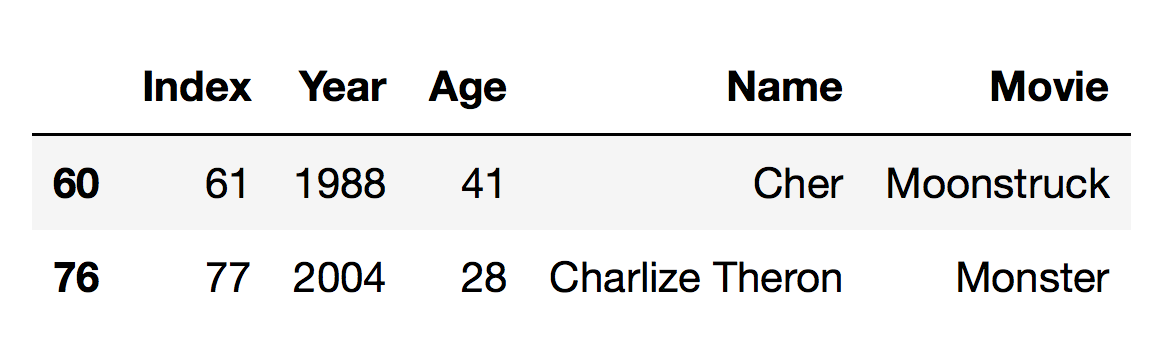 Index Year Age Name Movie
60 61 1988 41 Cher Moonstruck
76 77 2004 28 Charlize Theron Monster